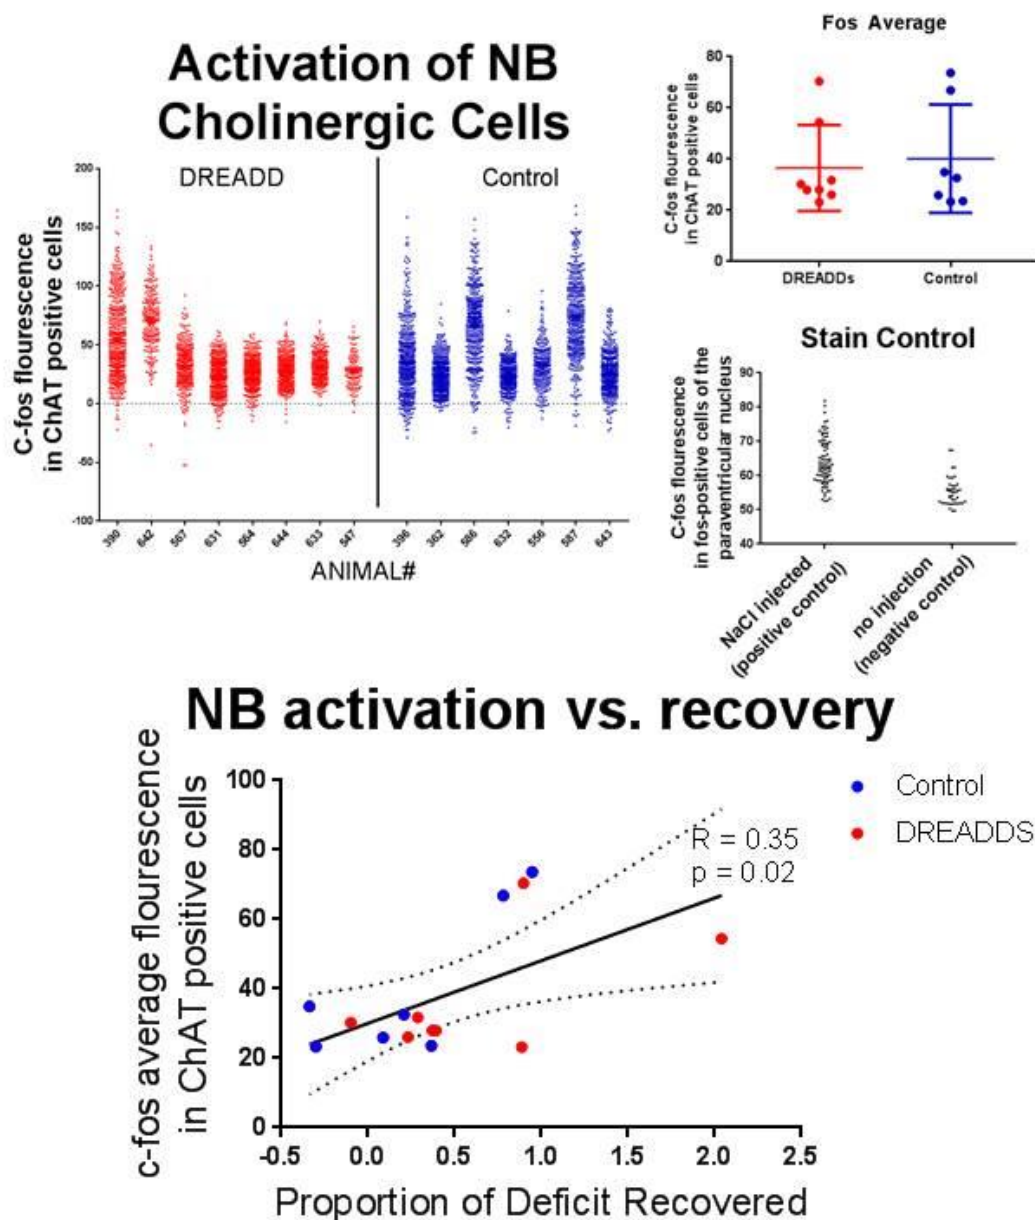 Activation of NB
Cholinergic Cells
DREADD
Control
C-fos flourescence
in ChAT positive cells
200
150
100
50
0
-50
-100
390
642
567
631
564
644
633
547
396
362
586
632
556
587
643
ANIMAL#
Fos Average
C-fos flourescence
in ChAT positive cells
80
60
40
20
0
DREADDs
Control
Stain Control
C-fos flourescence
in fos-positive cells of the
paraventricular nucleus
90
80
70
60
50
40
NaCl injected
(positive control)
no injection
(negative control)
NB activation vs. recovery
c-fos average flourescence
in ChAT positive cells
100
80
60
40
20
0
-0.5
0.0
0.5
1.0
1.5
2.0
2.5
Proportion of Deficit Recovered
R = 0.35
p = 0.02
Control
DREADDS